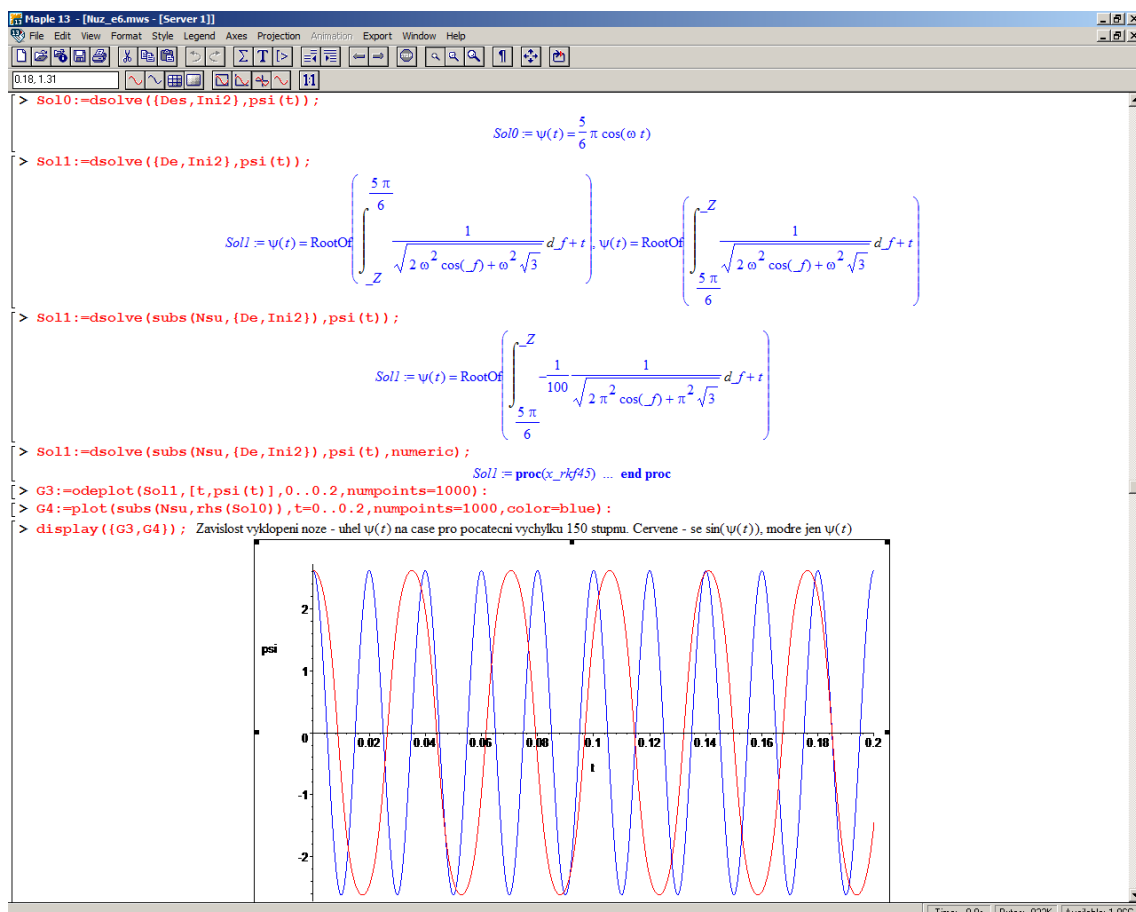 Maple 13 - [Nuz_e6.mws - [Server 1]]
File Edit View Format Style Legend Axes Projection Animation Export Window Help
0.18, 1.31
1:1
> Sol0:=dsolve({Des,Ini2},psi(t));
Sol0 := ψ(t) = 5/6 π cos(ω t)
> Sol1:=dsolve({De,Ini2},psi(t));
Sol1 := ψ(t) = RootOf(∫_{_Z}^{5 π/6} 1/√(2 ω² cos(_f) + ω² √3) d_f + t), ψ(t) = RootOf(∫_{5 π/6}^{_Z} 1/√(2 ω² cos(_f) + ω² √3) d_f + t)
> Sol1:=dsolve(subs(Nsu,{De,Ini2}),psi(t));
Sol1 := ψ(t) = RootOf(∫_{5 π/6}^{_Z} -1/100 1/√(2 π² cos(_f) + π² √3) d_f + t)
> Sol1:=dsolve(subs(Nsu,{De,Ini2}),psi(t),numeric);
Sol1 := proc(x_rkf45) ... end proc
> G3:=odeplot(Sol1,[t,psi(t)],0..0.2,numpoints=1000):
> G4:=plot(subs(Nsu,rhs(Sol0)),t=0..0.2,numpoints=1000,color=blue):
> display({G3,G4}); Zavislost vyklopeni noze - uhel ψ(t) na case pro pocatecni vychylku 150 stupnu. Cervene - se sin(ψ(t)), modre jen ψ(t)
2
psi
1
0
0.02 0.04 0.06 0.08 0.1 0.12 0.14 0.16 0.18 0.2
t
-1
-2